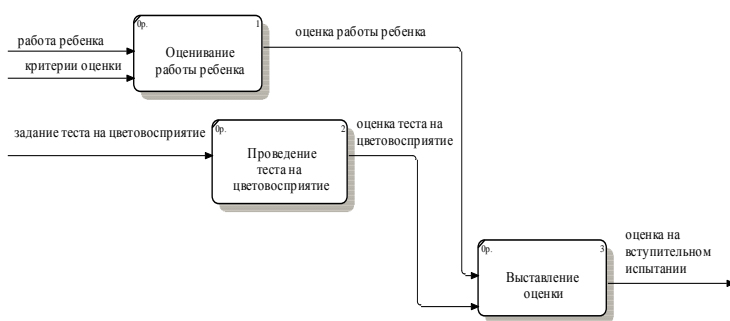 0р.
1
оценка работы ребенка
работа ребенка
Оценивание
работы ребенка
критерии оценки
0р.
2
оценка теста на
цветовосприятие
задание теста на цветовосприятие
Проведение
теста на
цветовосприятие
0р.
3
оценка на
вступительном
испытании
Выставление
оценки